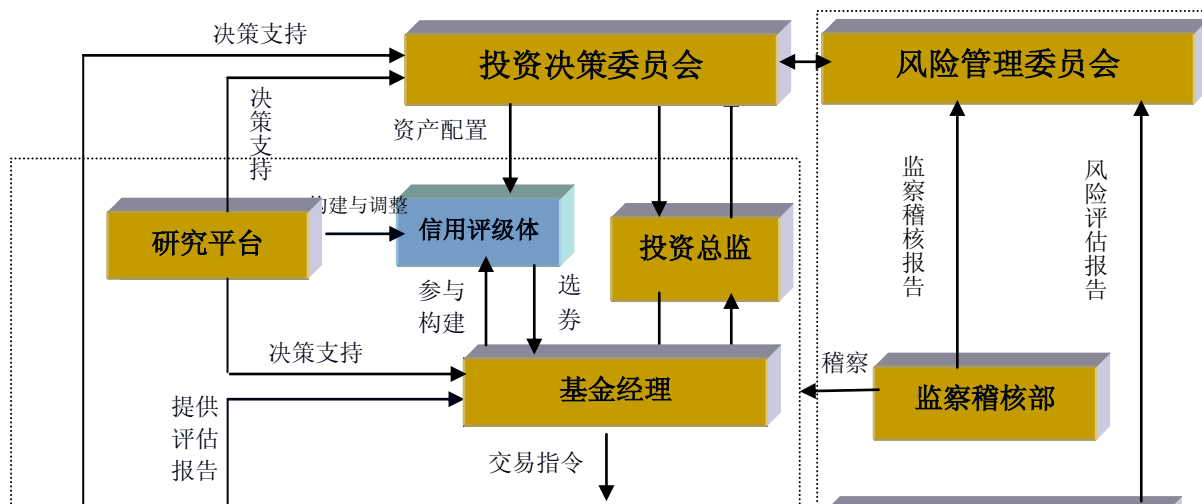 决策支持
投资决策委员会
风险管理委员会
决策支持
资产配置
监察稽核报告
风险评估报告
构建与调整
研究平台
信用评级体
投资总监
参与
构建
选
券
决策支持
稽察
基金经理
监察稽核部
提供
评估
报告
交易指令